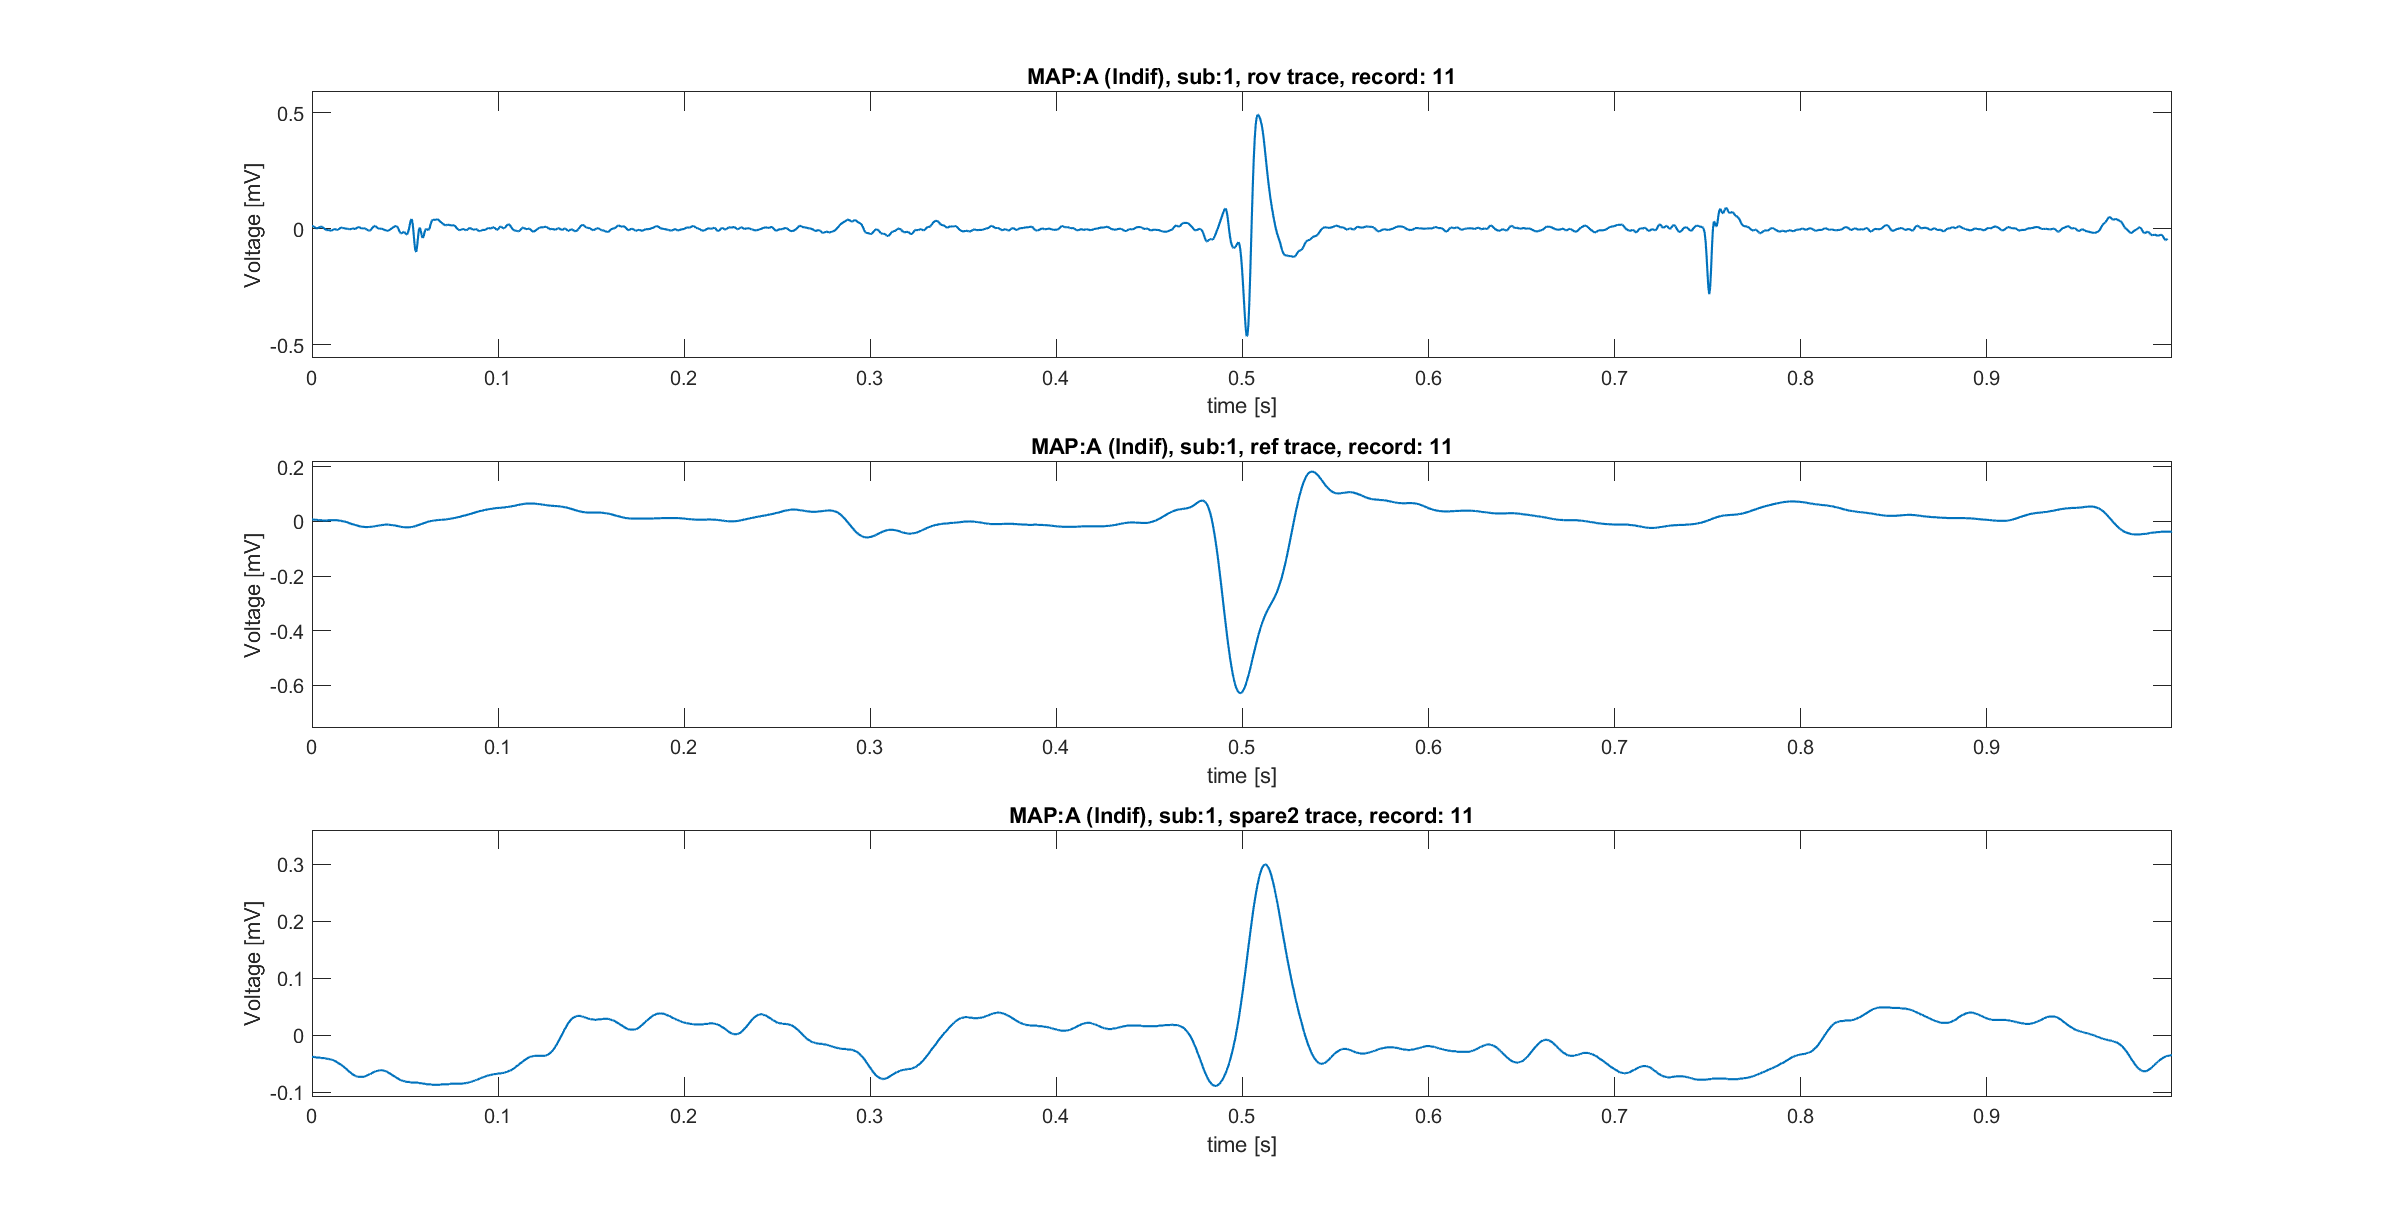 MAP:A (Indif), sub:1, rov trace, record: 11
0.5
0
-0.5
Voltage [mV]
0 0.1 0.2 0.3 0.4 0.5 0.6 0.7 0.8 0.9
time [s]
MAP:A (Indif), sub:1, ref trace, record: 11
0.2
0
-0.2
-0.4
-0.6
Voltage [mV]
0 0.1 0.2 0.3 0.4 0.5 0.6 0.7 0.8 0.9
time [s]
MAP:A (Indif), sub:1, spare2 trace, record: 11
0.3
0.2
0.1
0
-0.1
Voltage [mV]
0 0.1 0.2 0.3 0.4 0.5 0.6 0.7 0.8 0.9
time [s]